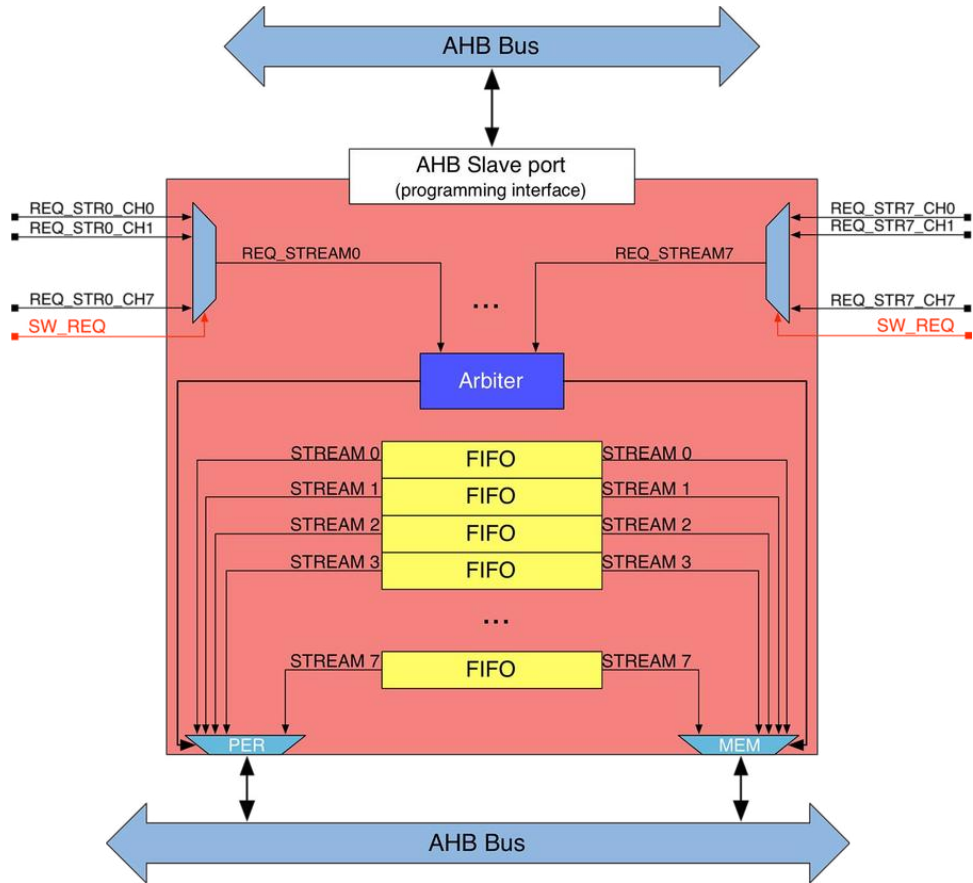 AHB Bus
AHB Slave port
(programming interface)
REQ_STR0_CH0
REQ_STR0_CH1
REQ_STR0_CH7
SW_REQ
REQ_STREAM0
...
REQ_STREAM7
REQ_STR7_CH0
REQ_STR7_CH1
REQ_STR7_CH7
SW_REQ
Arbiter
STREAM 0
FIFO
STREAM 0
STREAM 1
FIFO
STREAM 1
STREAM 2
FIFO
STREAM 2
STREAM 3
FIFO
STREAM 3
...
STREAM 7
FIFO
STREAM 7
PER
MEM
AHB Bus